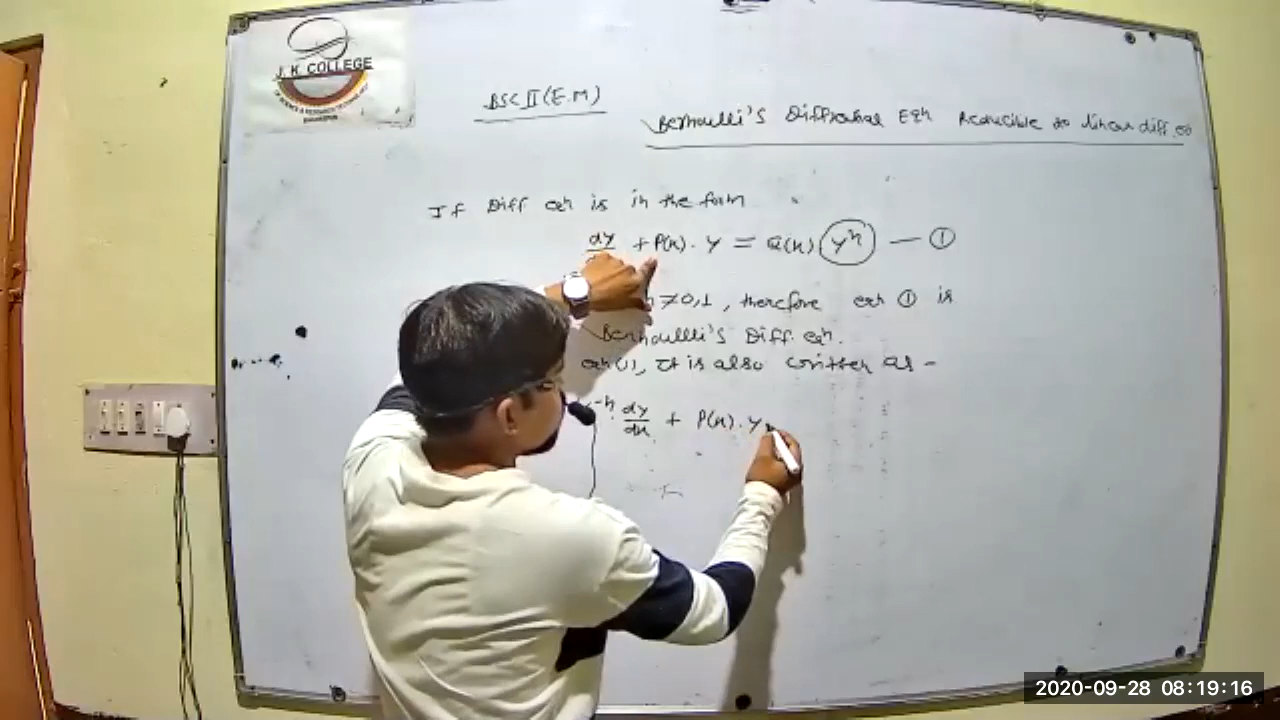 J. K. COLLEGE
BSC II (E.M)
Bernoulli's Diffrential Eqn Reducible to linear diff. eq
If Diff eqn is in the form
dy + P(x). y = Q(x) y^n — ①
n ≠ 0,1, therefore eqn ① is
Bernoullli's Diff. eqn.
eqn (1), It is also written as -
-n dy/dx + P(x). y
2020-09-28 08:19:16